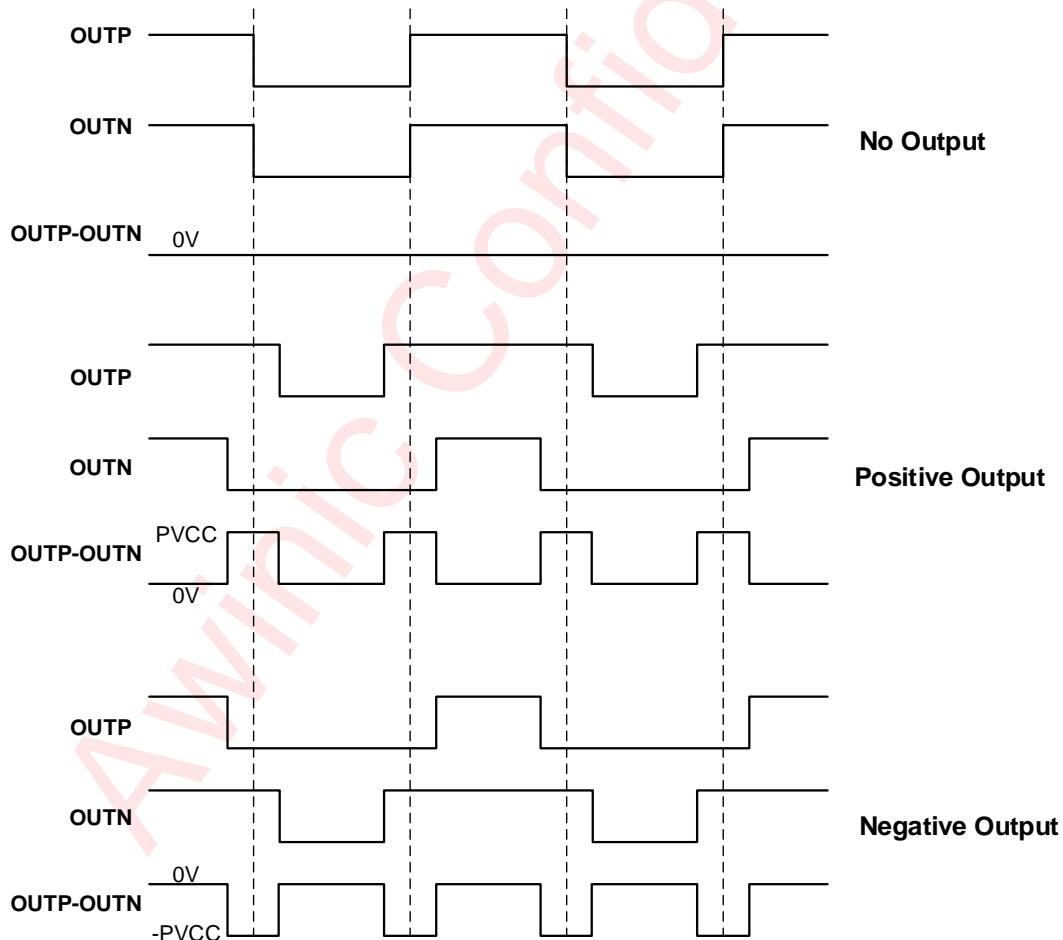 OUTP
OUTN
No Output
OUTP-OUTN
0V
OUTP
OUTN
Positive Output
PVCC
OUTP-OUTN
0V
OUTP
OUTN
Negative Output
0V
OUTP-OUTN
-PVCC
Awinic Confid